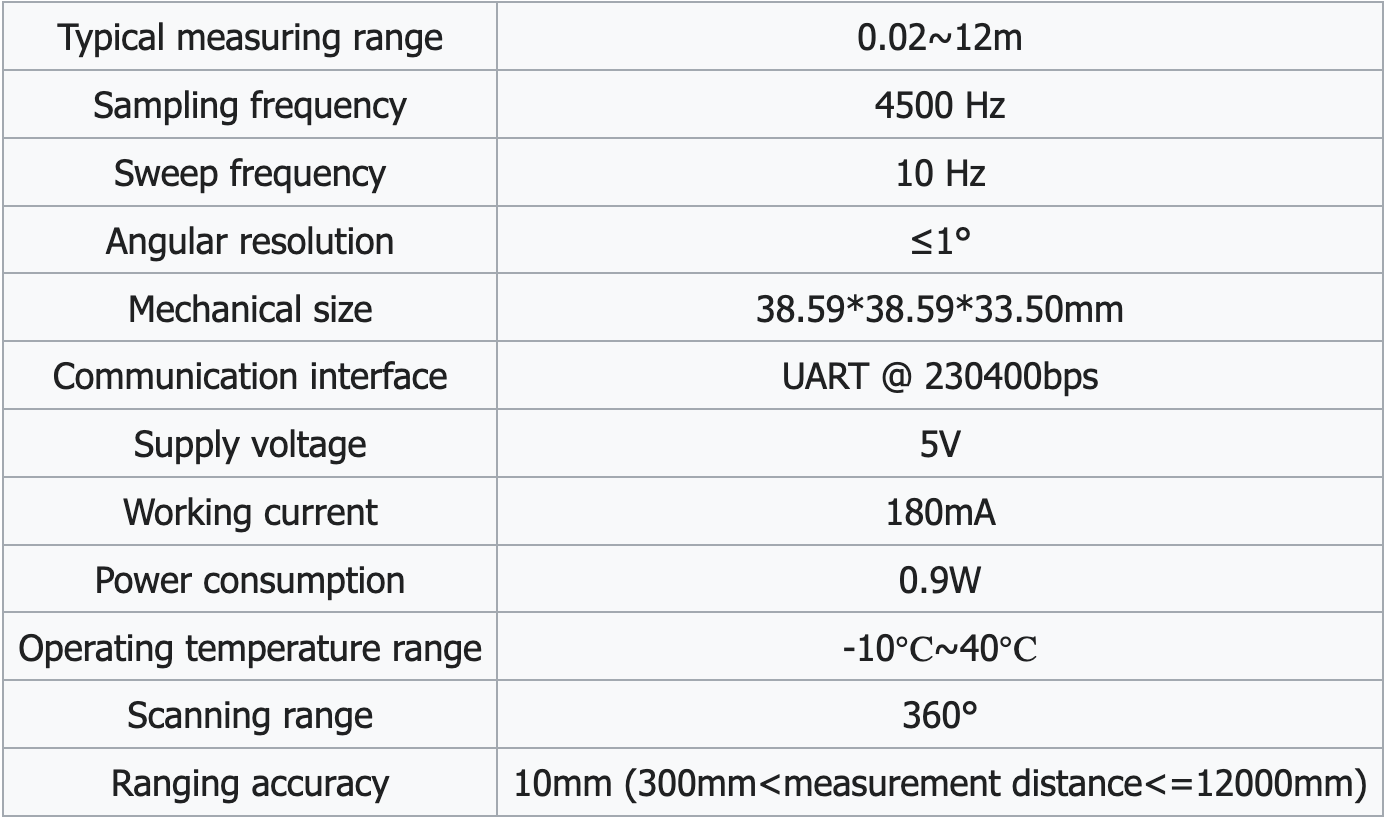 Typical measuring range 0.02~12m
Sampling frequency 4500 Hz
Sweep frequency 10 Hz
Angular resolution ≤1°
Mechanical size 38.59*38.59*33.50mm
Communication interface UART @ 230400bps
Supply voltage 5V
Working current 180mA
Power consumption 0.9W
Operating temperature range -10℃~40℃
Scanning range 360°
Ranging accuracy 10mm (300mm<measurement distance<=12000mm)